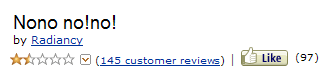 Nono no!no!
by Radiancy
(145 customer reviews) | Like (97)